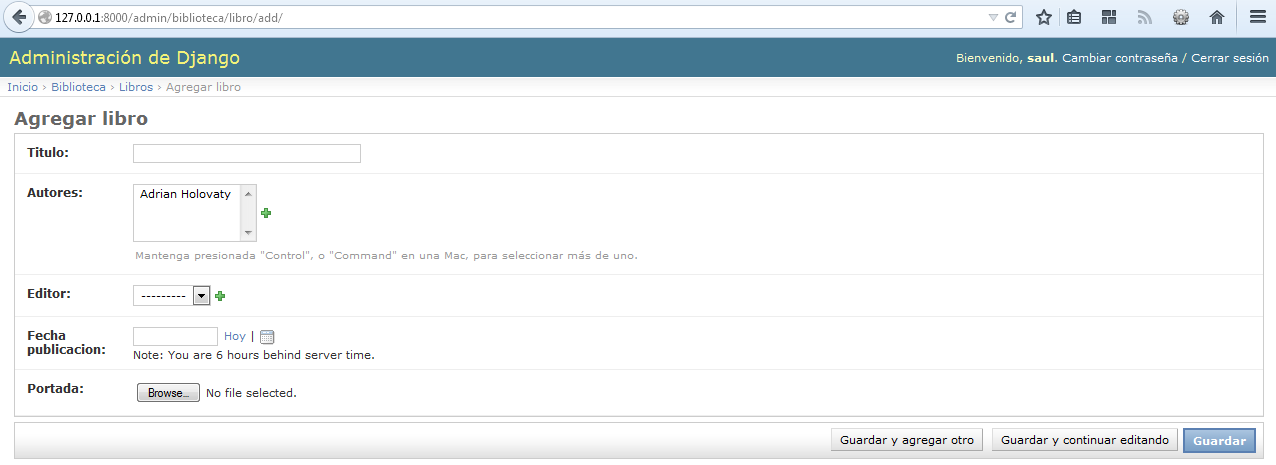 127.0.0.1:8000/admin/biblioteca/libro/add/
Administración de Django
Bienvenido, saul. Cambiar contraseña / Cerrar sesión
Inicio › Biblioteca › Libros › Agregar libro
Agregar libro
Titulo:
Autores:
Adrian Holovaty
Mantenga presionada "Control", o "Command" en una Mac, para seleccionar más de uno.
Editor:
---------
Fecha
publicacion:
Hoy |
Note: You are 6 hours behind server time.
Portada:
Browse… No file selected.
Guardar y agregar otro
Guardar y continuar editando
Guardar